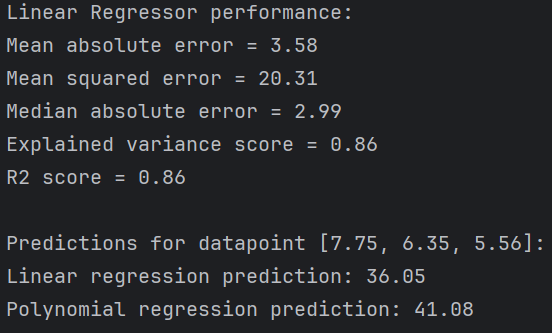 Linear Regressor performance:
Mean absolute error = 3.58
Mean squared error = 20.31
Median absolute error = 2.99
Explained variance score = 0.86
R2 score = 0.86
Predictions for datapoint [7.75, 6.35, 5.56]:
Linear regression prediction: 36.05
Polynomial regression prediction: 41.08